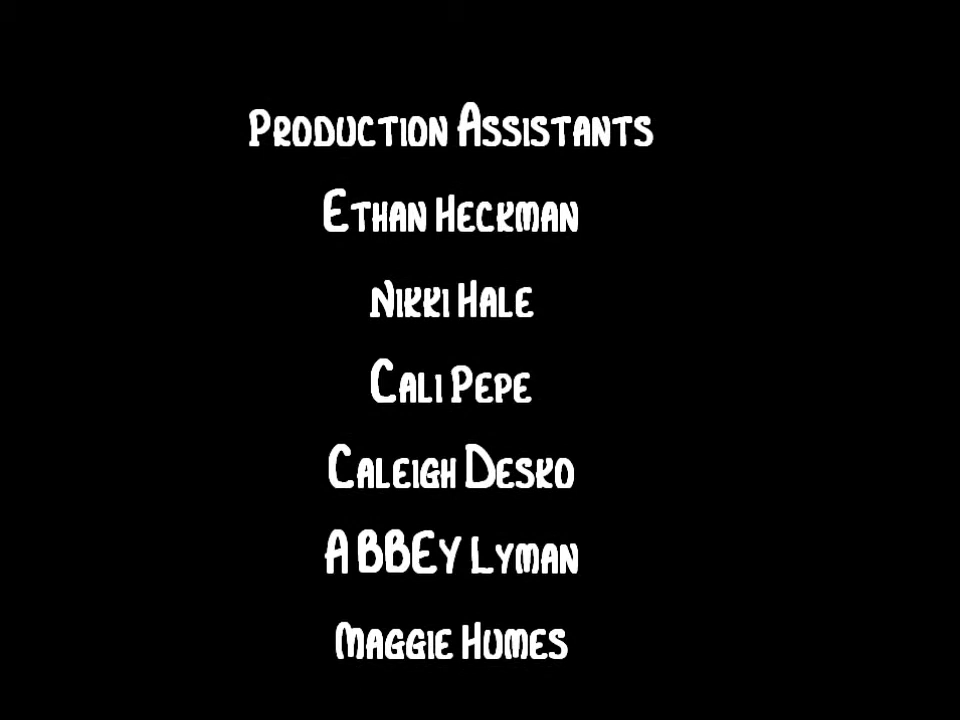 Production Assistants
Ethan Heckman
Nikki Hale
Cali Pepe
Caleigh Desko
ABBEY Lyman
Maggie Humes